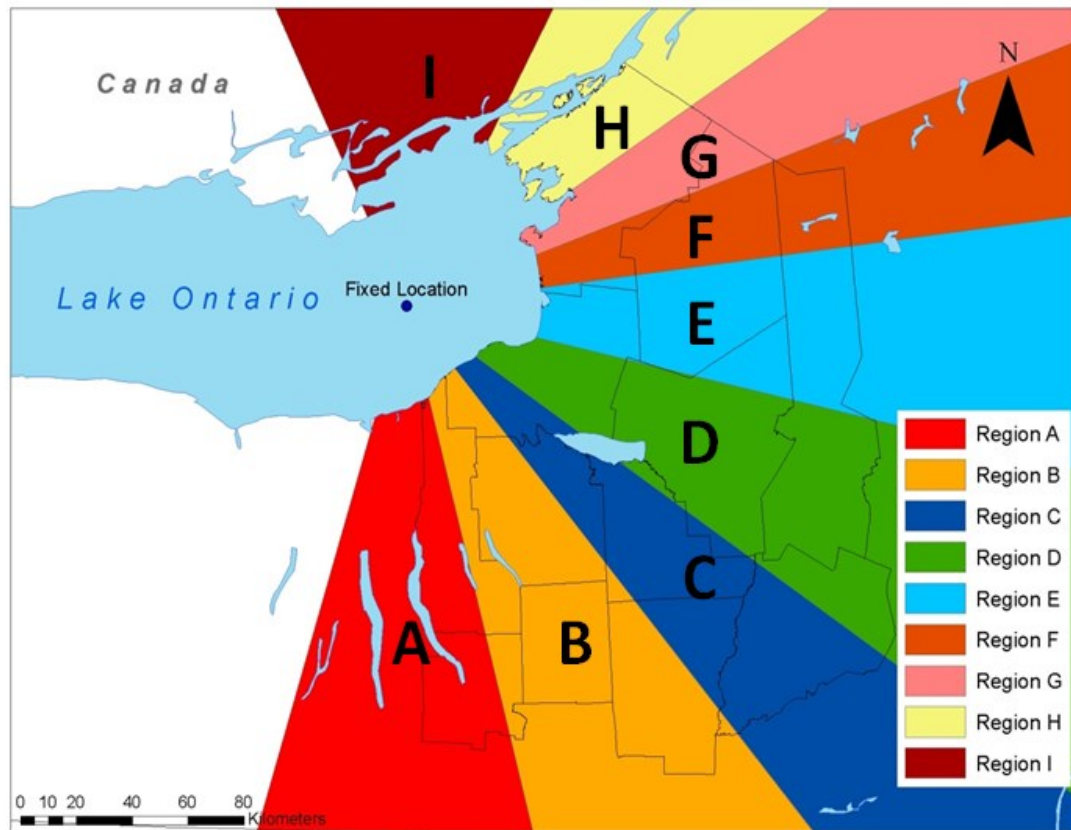 I
Canada
H
N
G
F
Lake Ontario
Fixed Location
E
D
C
A
B
Region A
Region B
Region C
Region D
Region E
Region F
Region G
Region H
Region I
0 10 20 40 60 80
Kilometers